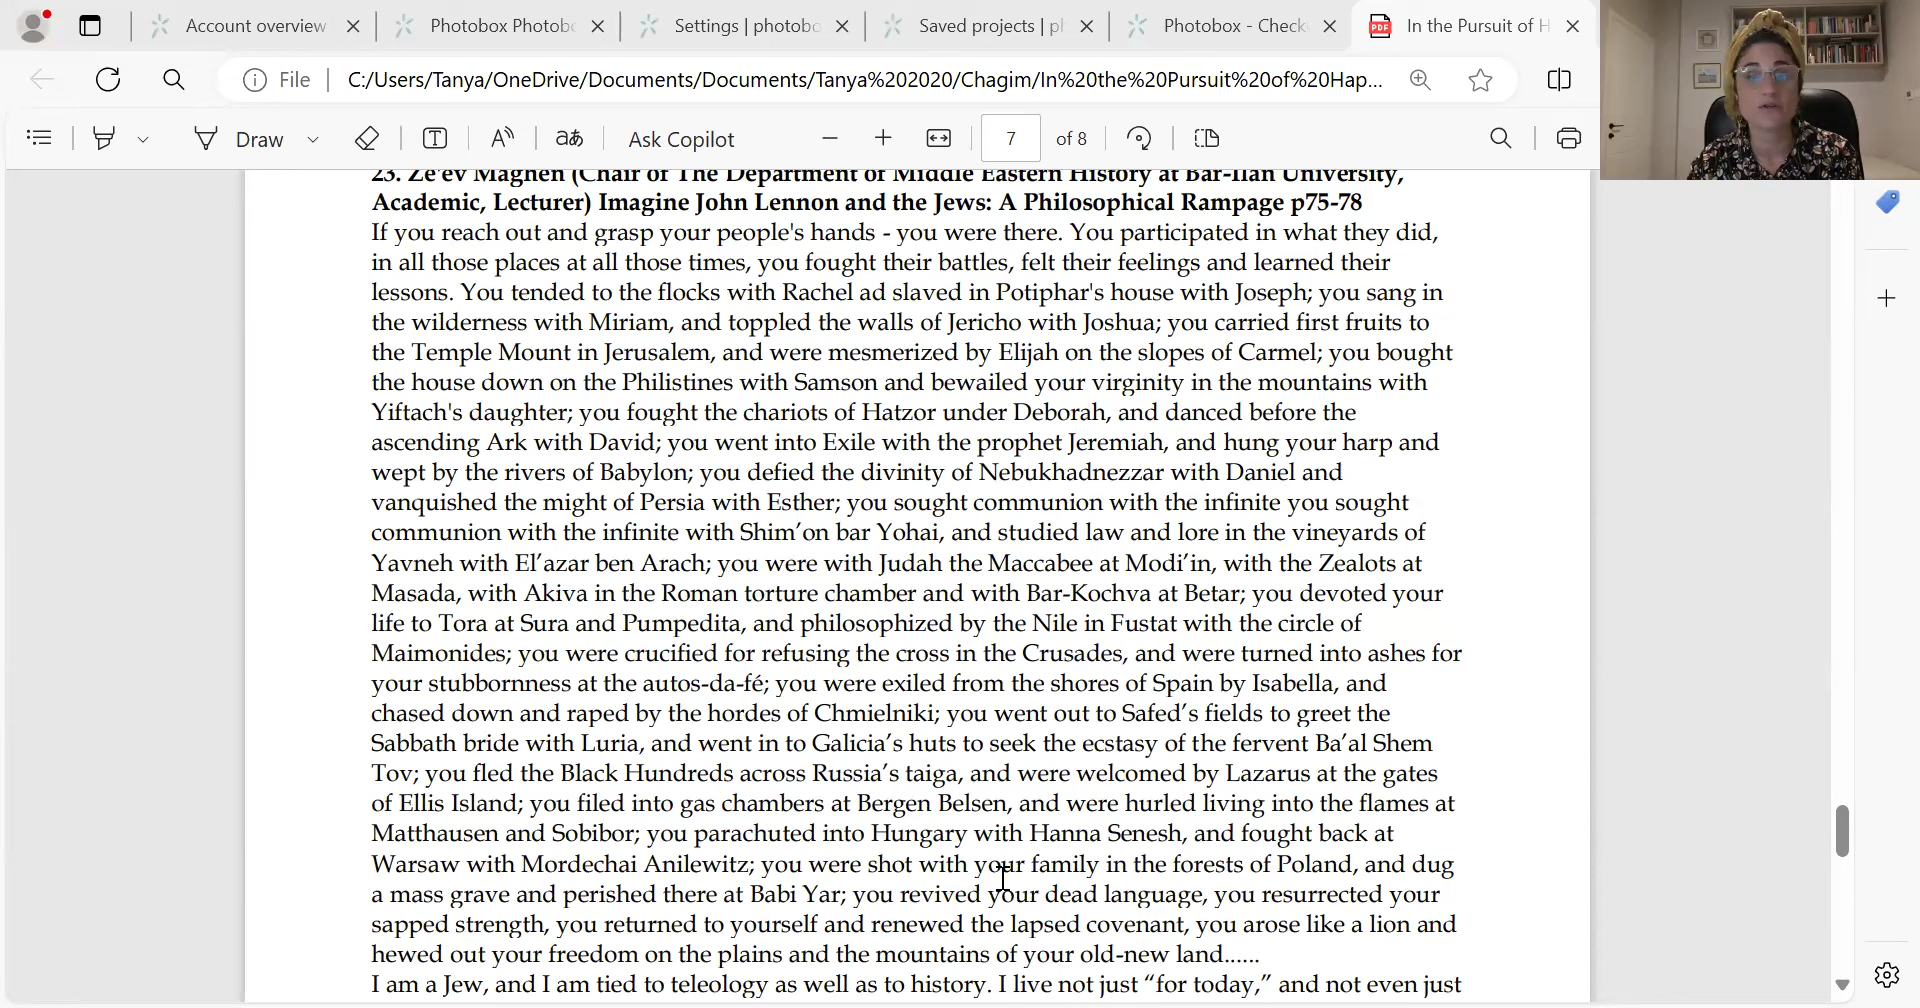 Account overview
Photobox Photobo
Settings | photobo
Saved projects | ph
Photobox - Check
In the Pursuit of H
File
C:/Users/Tanya/OneDrive/Documents/Documents/Tanya%202020/Chagim/In%20the%20Pursuit%20of%20Hap...
Draw
Ask Copilot
7
of 8
23. Ze'ev Maghen (Chair of The Department of Middle Eastern History at Bar-Ilan University,
Academic, Lecturer) Imagine John Lennon and the Jews: A Philosophical Rampage p75-78
If you reach out and grasp your people's hands - you were there. You participated in what they did,
in all those places at all those times, you fought their battles, felt their feelings and learned their
lessons. You tended to the flocks with Rachel ad slaved in Potiphar's house with Joseph; you sang in
the wilderness with Miriam, and toppled the walls of Jericho with Joshua; you carried first fruits to
the Temple Mount in Jerusalem, and were mesmerized by Elijah on the slopes of Carmel; you bought
the house down on the Philistines with Samson and bewailed your virginity in the mountains with
Yiftach's daughter; you fought the chariots of Hatzor under Deborah, and danced before the
ascending Ark with David; you went into Exile with the prophet Jeremiah, and hung your harp and
wept by the rivers of Babylon; you defied the divinity of Nebukhadnezzar with Daniel and
vanquished the might of Persia with Esther; you sought communion with the infinite you sought
communion with the infinite with Shim’on bar Yohai, and studied law and lore in the vineyards of
Yavneh with El’azar ben Arach; you were with Judah the Maccabee at Modi’in, with the Zealots at
Masada, with Akiva in the Roman torture chamber and with Bar-Kochva at Betar; you devoted your
life to Tora at Sura and Pumpedita, and philosophized by the Nile in Fustat with the circle of
Maimonides; you were crucified for refusing the cross in the Crusades, and were turned into ashes for
your stubbornness at the autos-da-fé; you were exiled from the shores of Spain by Isabella, and
chased down and raped by the hordes of Chmielniki; you went out to Safed’s fields to greet the
Sabbath bride with Luria, and went in to Galicia’s huts to seek the ecstasy of the fervent Ba’al Shem
Tov; you fled the Black Hundreds across Russia’s taiga, and were welcomed by Lazarus at the gates
of Ellis Island; you filed into gas chambers at Bergen Belsen, and were hurled living into the flames at
Matthausen and Sobibor; you parachuted into Hungary with Hanna Senesh, and fought back at
Warsaw with Mordechai Anilewitz; you were shot with your family in the forests of Poland, and dug
a mass grave and perished there at Babi Yar; you revived your dead language, you resurrected your
sapped strength, you returned to yourself and renewed the lapsed covenant, you arose like a lion and
hewed out your freedom on the plains and the mountains of your old-new land......
I am a Jew, and I am tied to teleology as well as to history. I live not just “for today,” and not even just